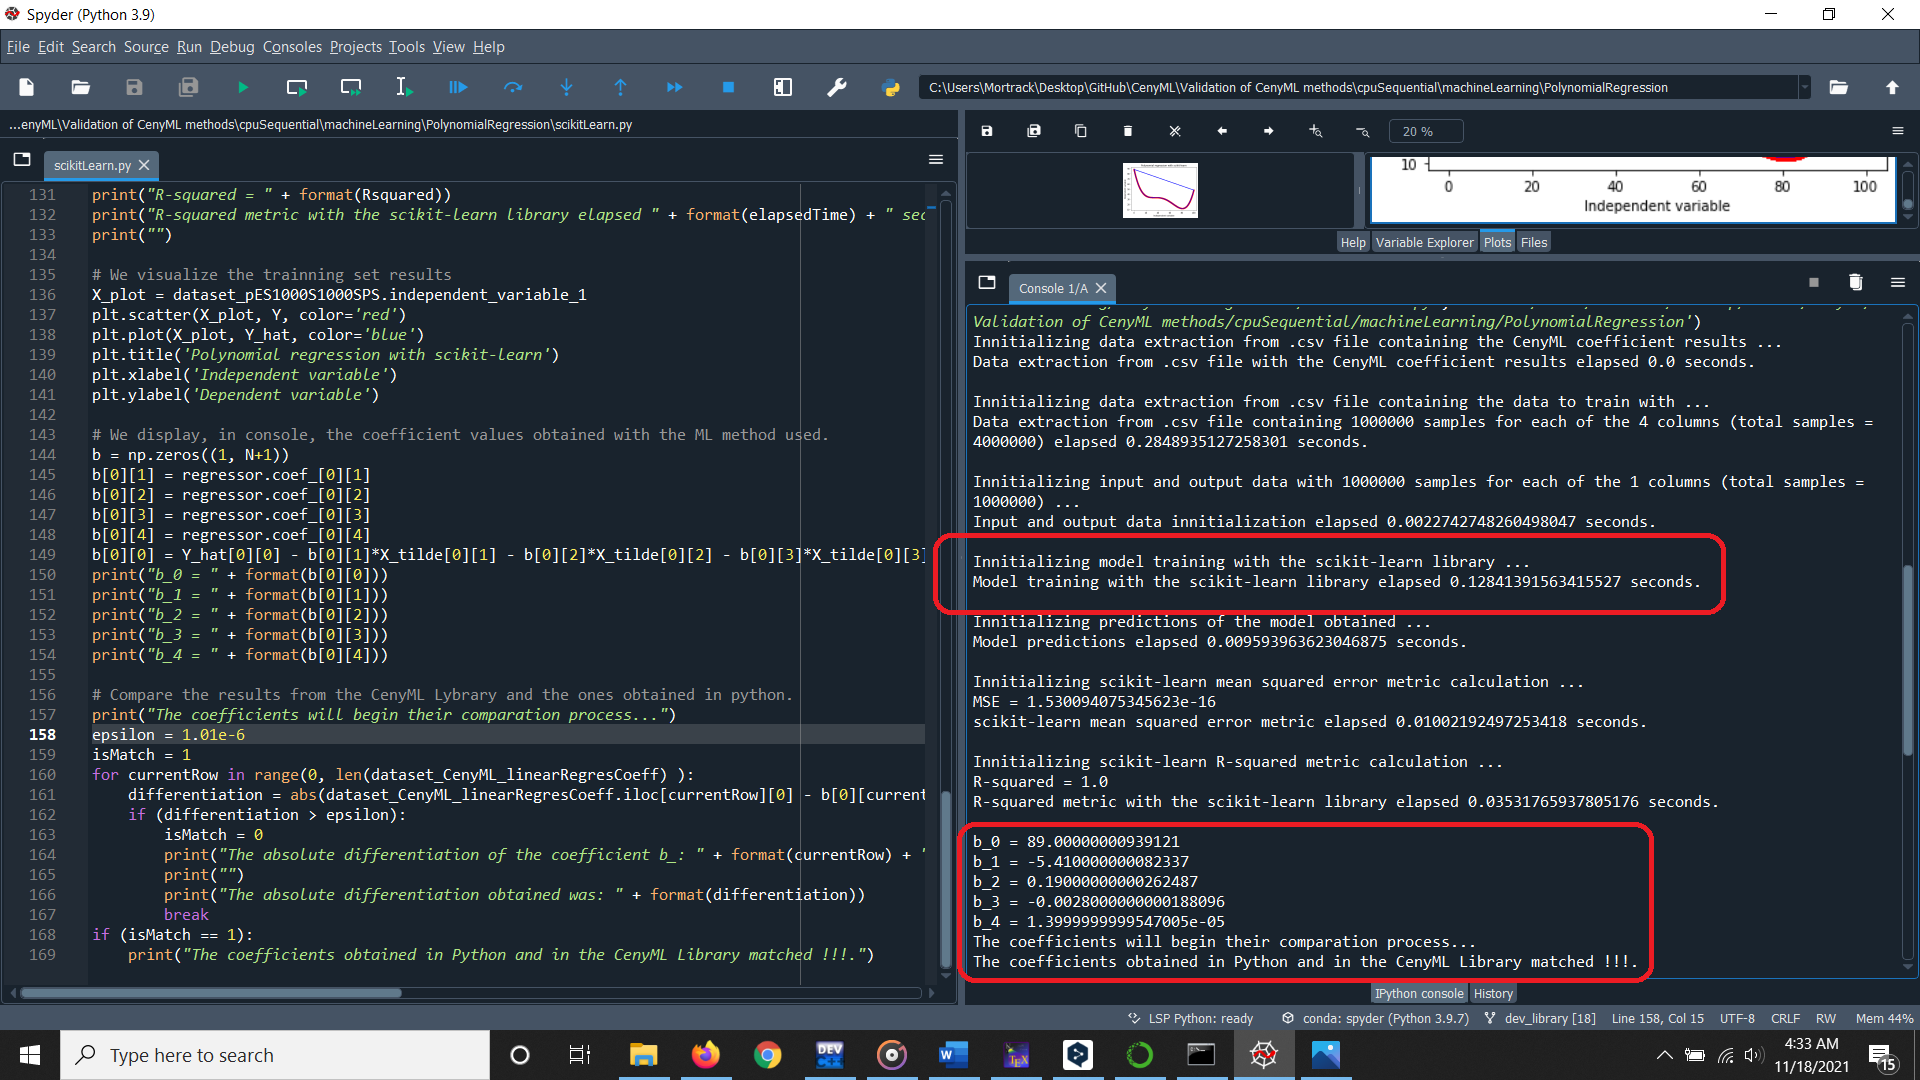 Spyder (Python 3.9)
File Edit Search Source Run Debug Consoles Projects Tools View Help
C:\Users\Mortrack\Desktop\GitHub\CenyML\Validation of CenyML methods\cpuSequential\machineLearning\PolynomialRegression
...enyML\Validation of CenyML methods\cpuSequential\machineLearning\PolynomialRegression\scikitLearn.py
scikitLearn.py
131 print("R-squared = " + format(Rsquared))
132 print("R-squared metric with the scikit-learn library elapsed " + format(elapsedTime) + " sec
133 print("")
134
135 # We visualize the trainning set results
136 X_plot = dataset_pES1000S1000SPS.independent_variable_1
137 plt.scatter(X_plot, Y, color='red')
138 plt.plot(X_plot, Y_hat, color='blue')
139 plt.title('Polynomial regression with scikit-learn')
140 plt.xlabel('Independent variable')
141 plt.ylabel('Dependent variable')
142
143 # We display, in console, the coefficient values obtained with the ML method used.
144 b = np.zeros((1, N+1))
145 b[0][1] = regressor.coef_[0][1]
146 b[0][2] = regressor.coef_[0][2]
147 b[0][3] = regressor.coef_[0][3]
148 b[0][4] = regressor.coef_[0][4]
149 b[0][0] = Y_hat[0][0] - b[0][1]*X_tilde[0][1] - b[0][2]*X_tilde[0][2] - b[0][3]*X_tilde[0][3]
150 print("b_0 = " + format(b[0][0]))
151 print("b_1 = " + format(b[0][1]))
152 print("b_2 = " + format(b[0][2]))
153 print("b_3 = " + format(b[0][3]))
154 print("b_4 = " + format(b[0][4]))
155
156 # Compare the results from the CenyML Lybrary and the ones obtained in python.
157 print("The coefficients will begin their comparation process...")
158 epsilon = 1.01e-6
159 isMatch = 1
160 for currentRow in range(0, len(dataset_CenyML_linearRegresCoeff) ):
161 differentiation = abs(dataset_CenyML_linearRegresCoeff.iloc[currentRow][0] - b[0][current
162 if (differentiation > epsilon):
163 isMatch = 0
164 print("The absolute differentiation of the coefficient b_: " + format(currentRow) + "
165 print("")
166 print("The absolute differentiation obtained was: " + format(differentiation))
167 break
168 if (isMatch == 1):
169 print("The coefficients obtained in Python and in the CenyML Library matched !!!.")
20 %
10
0 20 40 60 80 100
Independent variable
Help Variable Explorer Plots Files
Console 1/A
Validation of CenyML methods/cpuSequential/machineLearning/PolynomialRegression')
Innitializing data extraction from .csv file containing the CenyML coefficient results ...
Data extraction from .csv file with the CenyML coefficient results elapsed 0.0 seconds.
Innitializing data extraction from .csv file containing the data to train with ...
Data extraction from .csv file containing 1000000 samples for each of the 4 columns (total samples =
4000000) elapsed 0.2848935127258301 seconds.
Innitializing input and output data with 1000000 samples for each of the 1 columns (total samples =
1000000) ...
Input and output data innitialization elapsed 0.0022742748260498047 seconds.
Innitializing model training with the scikit-learn library ...
Model training with the scikit-learn library elapsed 0.12841391563415527 seconds.
Innitializing predictions of the model obtained ...
Model predictions elapsed 0.009593963623046875 seconds.
Innitializing scikit-learn mean squared error metric calculation ...
MSE = 1.530094075345623e-16
scikit-learn mean squared error metric elapsed 0.01002192497253418 seconds.
Innitializing scikit-learn R-squared metric calculation ...
R-squared = 1.0
R-squared metric with the scikit-learn library elapsed 0.03531765937805176 seconds.
b_0 = 89.00000000939121
b_1 = -5.410000000082337
b_2 = 0.19000000000262487
b_3 = -0.0028000000000188096
b_4 = 1.3999999999547005e-05
The coefficients will begin their comparation process...
The coefficients obtained in Python and in the CenyML Library matched !!!.
IPython console History
LSP Python: ready conda: spyder (Python 3.9.7) dev_library [18] Line 158, Col 15 UTF-8 CRLF RW Mem 44%
Type here to search
DEV C++
W
TEX
4:33 AM
11/18/2021
15